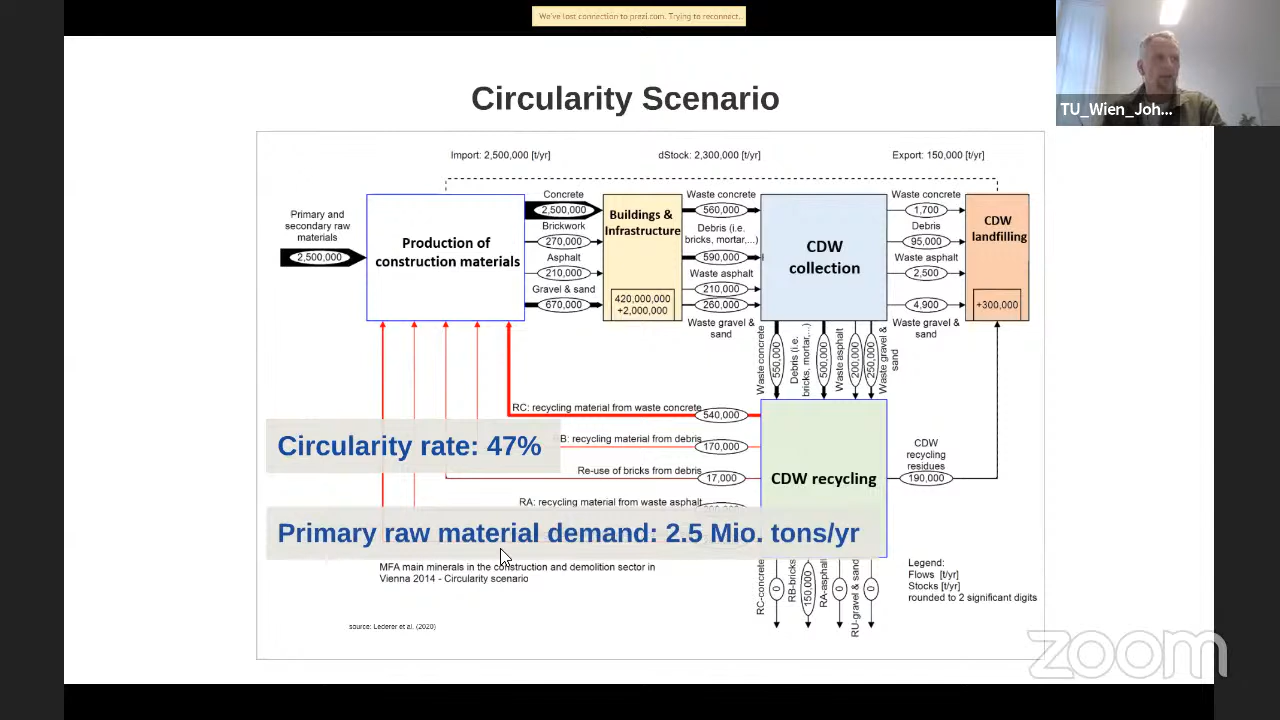 We've lost connection to prezi.com. Trying to reconnect...
TU_Wien_Joh...
Circularity Scenario
Import: 2,500,000 [t/yr]
dStock: 2,300,000 [t/yr]
Export: 150,000 [t/yr]
Primary and
secondary raw
materials
2,500,000
Production of
construction materials
Concrete
2,500,000
Brickwork
270,000
Asphalt
210,000
Gravel & sand
670,000
Buildings &
Infrastructure
420,000,000
+2,000,000
Waste concrete
560,000
Debris (i.e.
bricks, mortar,...)
590,000
Waste asphalt
210,000
260,000
Waste gravel &
sand
CDW
collection
Waste concrete
1,700
Debris
95,000
Waste asphalt
2,500
4,900
Waste gravel &
sand
CDW
landfilling
+300,000
Waste concrete
550,000
Debris (i.e.
bricks, mortar,...)
500,000
Waste asphalt
200,000
250,000
Waste gravel &
sand
RC: recycling material from waste concrete
540,000
B: recycling material from debris
170,000
Re-use of bricks from debris
17,000
RA: recycling material from waste asphalt
Circularity rate: 47%
Primary raw material demand: 2.5 Mio. tons/yr
CDW recycling
CDW
recycling
residues
190,000
RC-concrete
0
RB-bricks
150,000
RA-asphalt
0
RU-gravel & sand
0
MFA main minerals in the construction and demolition sector in
Vienna 2014 - Circularity scenario
Legend:
Flows [t/yr]
Stocks [t/yr]
rounded to 2 significant digits
source: Lederer et al. (2020)
zoom